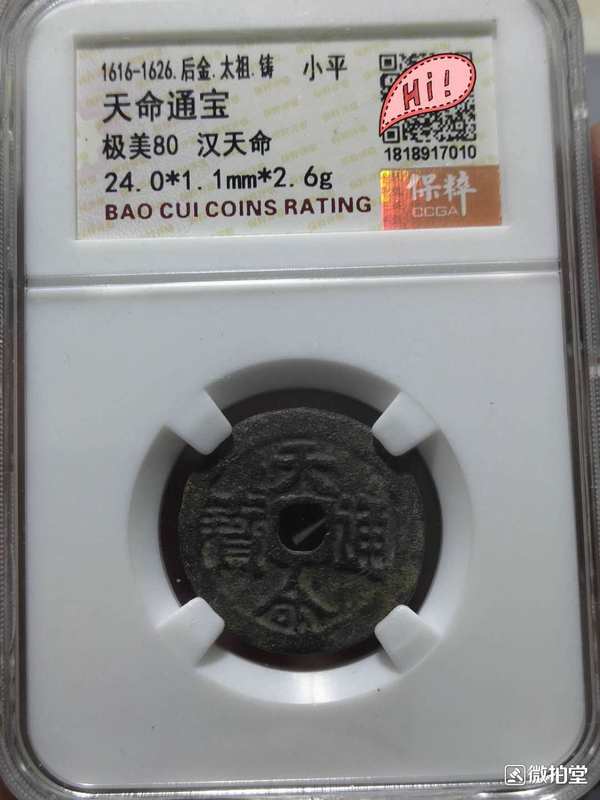 1616-1626.后金.太祖.铸 小平
天命通宝
极美80 汉天命
24.0*1.1mm*2.6g
BAO CUI COINS RATING
Hi!
1818917010
保粹
CCGA
天命通寳
微拍堂